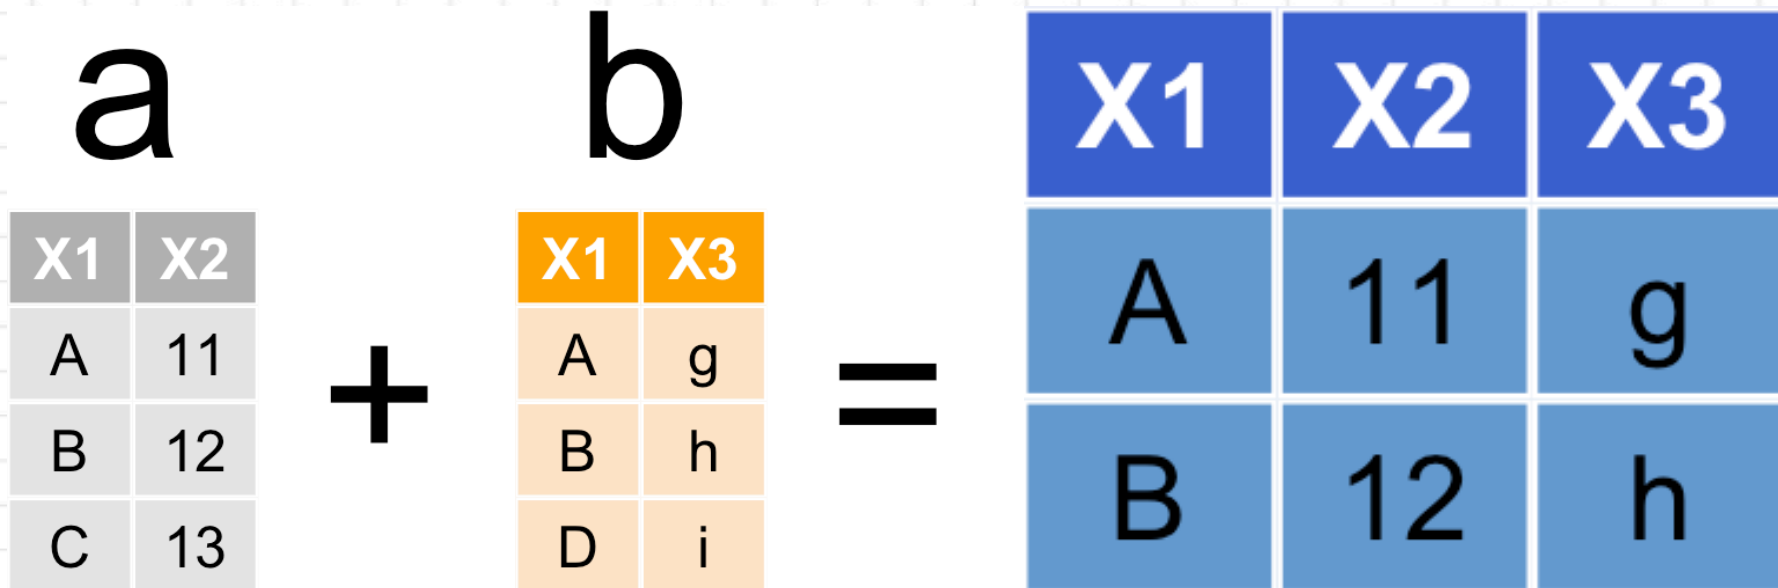 a
b
X1 X2
A 11
B 12
C 13
+
X1 X3
A g
B h
D i
=
X1 X2 X3
A 11 g
B 12 h